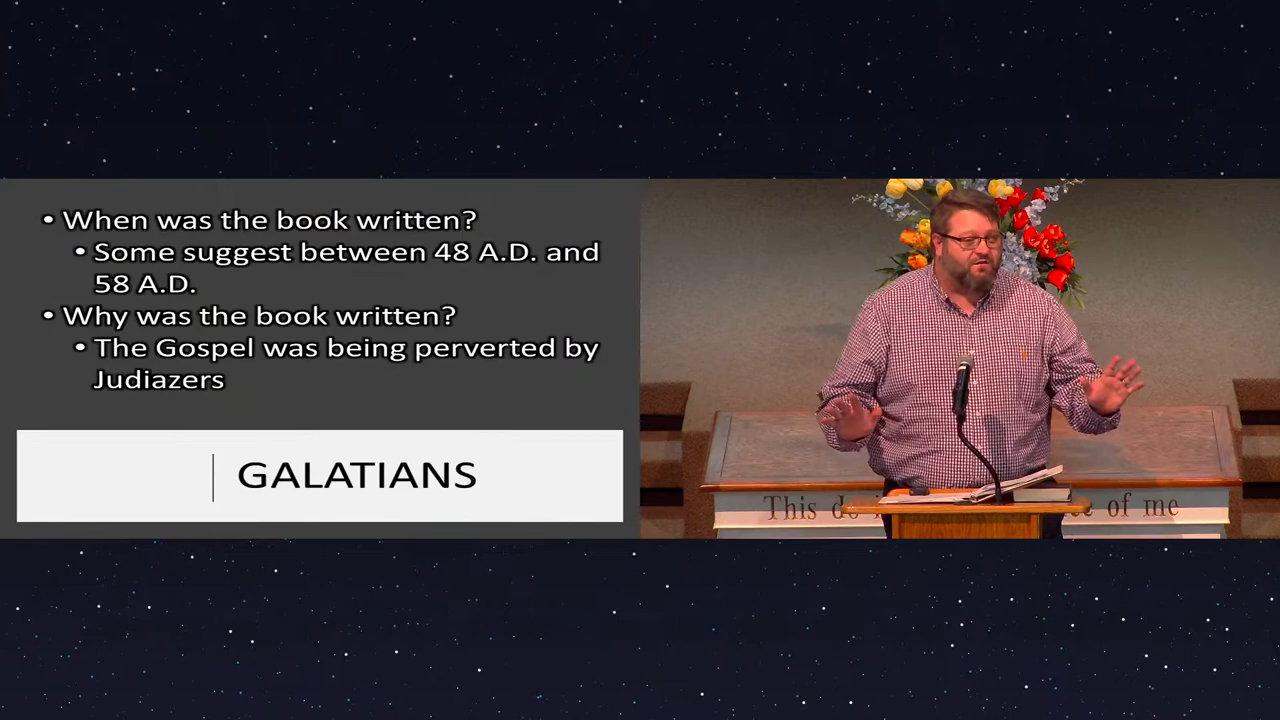 • When was the book written?
• Some suggest between 48 A.D. and
58 A.D.
• Why was the book written?
• The Gospel was being perverted by
Judiazers
GALATIANS
This do of me